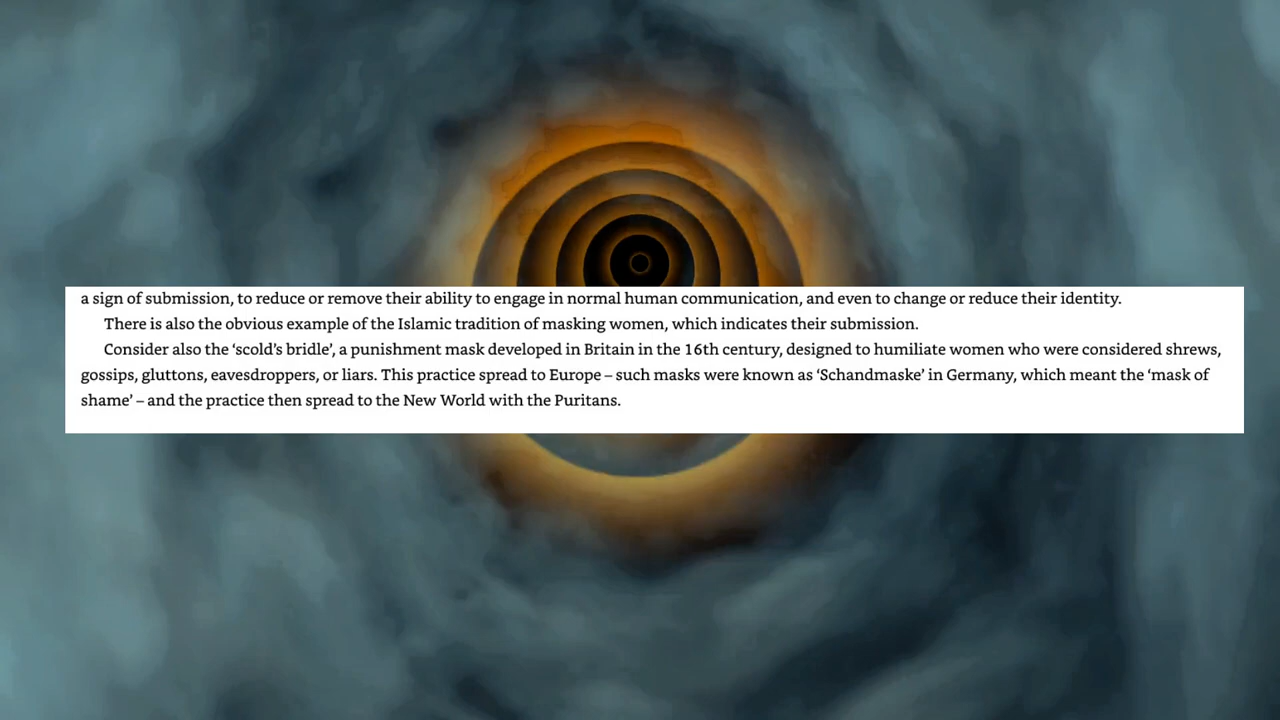 a sign of submission, to reduce or remove their ability to engage in normal human communication, and even to change or reduce their identity.
There is also the obvious example of the Islamic tradition of masking women, which indicates their submission.
Consider also the ‘scold’s bridle’, a punishment mask developed in Britain in the 16th century, designed to humiliate women who were considered shrews,
gossips, gluttons, eavesdroppers, or liars. This practice spread to Europe – such masks were known as ‘Schandmaske’ in Germany, which meant the ‘mask of
shame’ – and the practice then spread to the New World with the Puritans.